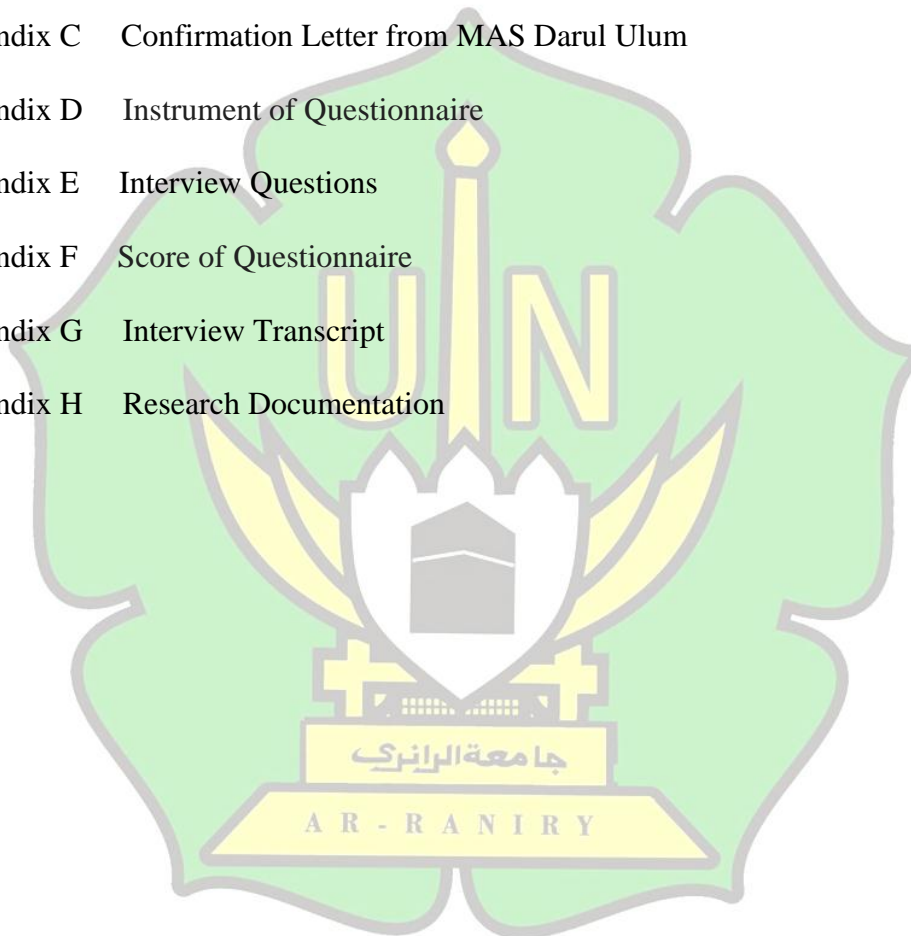 ndix C Confirmation Letter from MAS Darul Ulum
ndix D Instrument of Questionnaire
ndix E Interview Questions
ndix F Score of Questionnaire
ndix G Interview Transcript
ndix H Research Documentation
UIN
جامعة الرانري
AR-RANIRY